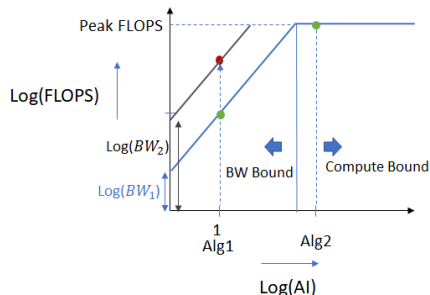 Peak FLOPS
Log(FLOPS)
Log(BW₂)
Log(BW₁)
BW Bound
Compute Bound
1
Alg1
Alg2
Log(AI)